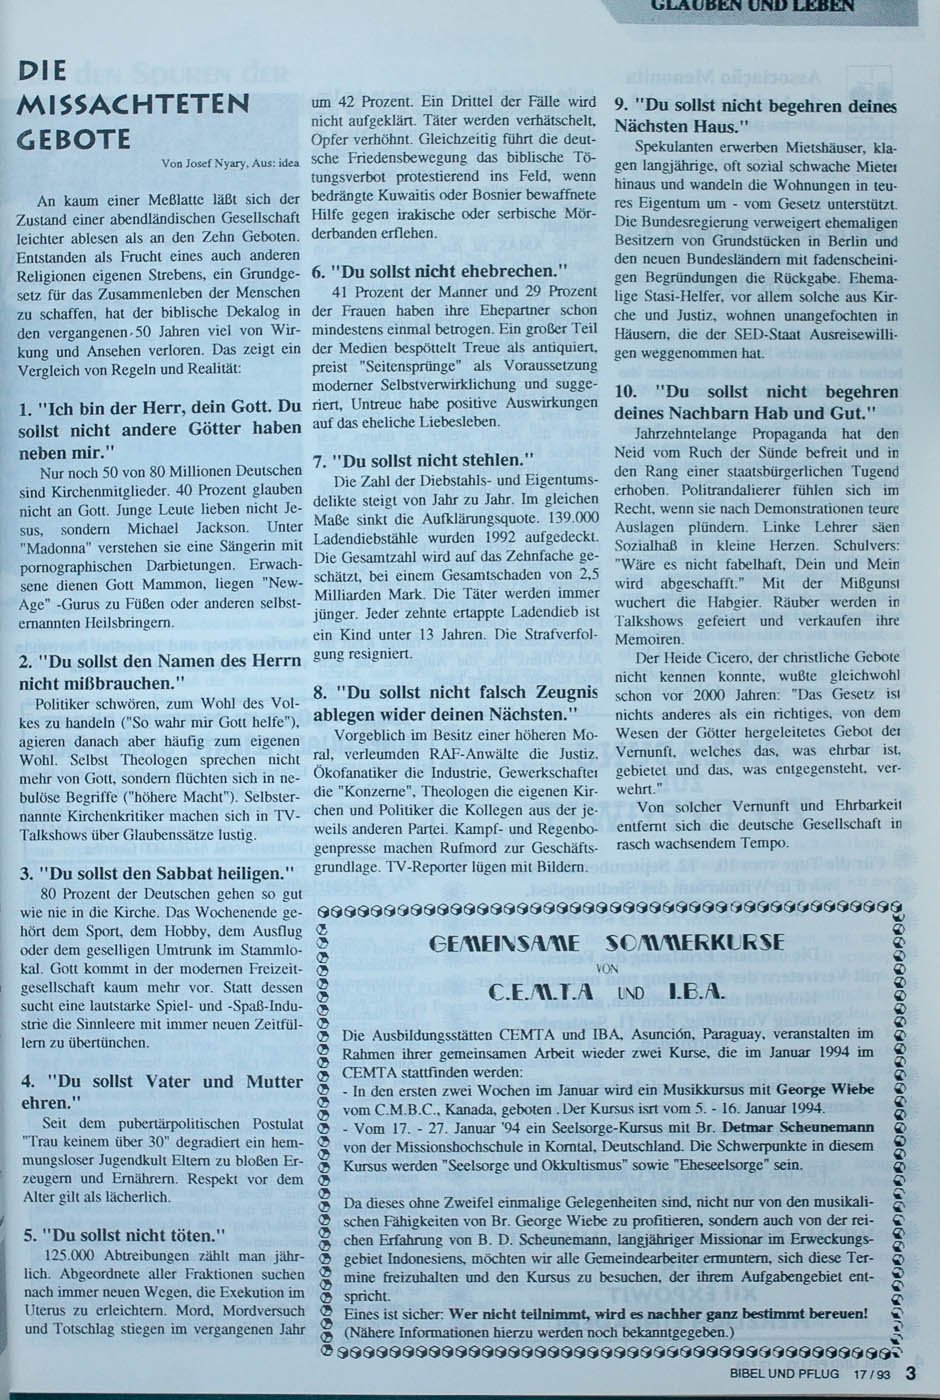 GLAUBEN UND LEBEN
DIE
MISSACHTETEN
GEBOTE
Von Josef Nyary, Aus: idea
An kaum einer Meßlatte läßt sich der
Zustand einer abendländischen Gesellschaft
leichter ablesen als an den Zehn Geboten.
Entstanden als Frucht eines auch anderen
Religionen eigenen Strebens, ein Grundge-
setz für das Zusammenleben der Menschen
zu schaffen, hat der biblische Dekalog in
den vergangenen 50 Jahren viel von Wir-
kung und Ansehen verloren. Das zeigt ein
Vergleich von Regeln und Realität:
1. "Ich bin der Herr, dein Gott. Du
sollst nicht andere Götter haben
neben mir."
Nur noch 50 von 80 Millionen Deutschen
sind Kirchenmitglieder. 40 Prozent glauben
nicht an Gott. Junge Leute lieben nicht Je-
sus, sondern Michael Jackson. Unter
"Madonna" verstehen sie eine Sängerin mit
pornographischen Darbietungen. Erwach-
sene dienen Gott Mammon, liegen "New-
Age" -Gurus zu Füßen oder anderen selbst-
ernannten Heilsbringern.
2. "Du sollst den Namen des Herrn
nicht mißbrauchen."
Politiker schwören, zum Wohl des Vol-
kes zu handeln ("So wahr mir Gott helfe"),
agieren danach aber häufig zum eigenen
Wohl. Selbst Theologen sprechen nicht
mehr von Gott, sondern flüchten sich in ne-
bulöse Begriffe ("höhere Macht"). Selbster-
nannte Kirchenkritiker machen sich in TV-
Talkshows über Glaubenssätze lustig.
3. "Du sollst den Sabbat heiligen."
80 Prozent der Deutschen gehen so gut
wie nie in die Kirche. Das Wochenende ge-
hört dem Sport, dem Hobby, dem Ausflug
oder dem geselligen Umtrunk im Stammlo-
kal. Gott kommt in der modernen Freizeit-
gesellschaft kaum mehr vor. Statt dessen
sucht eine lautstarke Spiel- und -Spaß-Indu-
strie die Sinnleere mit immer neuen Zeitfül-
lern zu übertünchen.
4. "Du sollst Vater und Mutter
ehren."
Seit dem pubertärpolitischen Postulat
"Trau keinem über 30" degradiert ein hem-
mungsloser Jugendkult Eltern zu bloßen Er-
zeugern und Ernährern. Respekt vor dem
Alter gilt als lächerlich.
5. "Du sollst nicht töten."
125.000 Abtreibungen zählt man jähr-
lich. Abgeordnete aller Fraktionen suchen
nach immer neuen Wegen, die Exekution im
Uterus zu erleichtern. Mord, Mordversuch
und Totschlag stiegen im vergangenen Jahr
um 42 Prozent. Ein Drittel der Fälle wird
nicht aufgeklärt. Täter werden verhätschelt,
Opfer verhöhnt. Gleichzeitig führt die deut-
sche Friedensbewegung das biblische Tö-
tungsverbot protestierend ins Feld, wenn
bedrängte Kuwaitis oder Bosnier bewaffnete
Hilfe gegen irakische oder serbische Mör-
derbanden erflehen.
6. "Du sollst nicht ehebrechen."
41 Prozent der Männer und 29 Prozent
der Frauen haben ihre Ehepartner schon
mindestens einmal betrogen. Ein großer Teil
der Medien bespöttelt Treue als antiquiert,
preist "Seitensprünge" als Voraussetzung
moderner Selbstverwirklichung und sugge-
riert, Untreue habe positive Auswirkungen
auf das eheliche Liebesleben.
7. "Du sollst nicht stehlen."
Die Zahl der Diebstahls- und Eigentums-
delikte steigt von Jahr zu Jahr. Im gleichen
Maße sinkt die Aufklärungsquote. 139.000
Ladendiebstähle wurden 1992 aufgedeckt.
Die Gesamtzahl wird auf das Zehnfache ge-
schätzt, bei einem Gesamtschaden von 2,5
Milliarden Mark. Die Täter werden immer
jünger. Jeder zehnte ertappte Ladendieb ist
ein Kind unter 13 Jahren. Die Strafverfol-
gung resigniert.
8. "Du sollst nicht falsch Zeugnis
ablegen wider deinen Nächsten."
Vorgeblich im Besitz einer höheren Mo-
ral, verleumden RAF-Anwälte die Justiz,
Ökofanatiker die Industrie, Gewerkschafter
die "Konzerne", Theologen die eigenen Kir-
chen und Politiker die Kollegen aus der je-
weils anderen Partei. Kampf- und Regenbo-
genpresse machen Rufmord zur Geschäfts-
grundlage. TV-Reporter lügen mit Bildern.
9. "Du sollst nicht begehren deines
Nächsten Haus."
Spekulanten erwerben Mietshäuser, kla-
gen langjährige, oft sozial schwache Mieter
hinaus und wandeln die Wohnungen in teu-
res Eigentum um - vom Gesetz unterstützt.
Die Bundesregierung verweigert ehemaligen
Besitzern von Grundstücken in Berlin und
den neuen Bundesländern mit fadenscheini-
gen Begründungen die Rückgabe. Ehema-
lige Stasi-Helfer, vor allem solche aus Kir-
che und Justiz, wohnen unangefochten in
Häusern, die der SED-Staat Ausreisewilli-
gen weggenommen hat.
10. "Du sollst nicht begehren
deines Nachbarn Hab und Gut."
Jahrzehntelange Propaganda hat den
Neid vom Ruch der Sünde befreit und in
den Rang einer staatsbürgerlichen Tugend
erhoben. Politrandalierer fühlen sich im
Recht, wenn sie nach Demonstrationen teure
Auslagen plündern. Linke Lehrer säen
Sozialhaß in kleine Herzen. Schulvers:
"Wäre es nicht fabelhaft, Dein und Mein
wird abgeschafft." Mit der Mißgunst
wuchert die Habgier. Räuber werden in
Talkshows gefeiert und verkaufen ihre
Memoiren.
Der Heide Cicero, der christliche Gebote
nicht kennen konnte, wußte gleichwohl
schon vor 2000 Jahren: "Das Gesetz ist
nichts anderes als ein richtiges, von dem
Wesen der Götter hergeleitetes Gebot der
Vernunft, welches das, was ehrbar ist,
gebietet und das, was entgegensteht, ver-
wehrt."
Von solcher Vernunft und Ehrbarkeit
entfernt sich die deutsche Gesellschaft in
rasch wachsendem Tempo.
GEMEINSAME SOMMERKURSE
VON
C.E.M.T.A UND I.B.A.
Die Ausbildungsstätten CEMTA und IBA, Asunción, Paraguay, veranstalten im
Rahmen ihrer gemeinsamen Arbeit wieder zwei Kurse, die im Januar 1994 im
CEMTA stattfinden werden:
- In den ersten zwei Wochen im Januar wird ein Musikkursus mit George Wiebe
vom C.M.B.C., Kanada, geboten . Der Kursus isrt vom 5. - 16. Januar 1994.
- Vom 17. - 27. Januar '94 ein Seelsorge-Kursus mit Br. Detmar Scheunemann
von der Missionshochschule in Korntal, Deutschland. Die Schwerpunkte in diesem
Kursus werden "Seelsorge und Okkultismus" sowie "Eheseelsorge" sein.
Da dieses ohne Zweifel einmalige Gelegenheiten sind, nicht nur von den musikali-
schen Fähigkeiten von Br. George Wiebe zu profitieren, sondern auch von der rei-
chen Erfahrung von B. D. Scheunemann, langjähriger Missionar im Erweckungs-
gebiet Indonesiens, möchten wir alle Gemeindearbeiter ermuntern, sich diese Ter-
mine freizuhalten und den Kursus zu besuchen, der ihrem Aufgabengebiet ent-
spricht.
Eines ist sicher: Wer nicht teilnimmt, wird es nachher ganz bestimmt bereuen!
(Nähere Informationen hierzu werden noch bekanntgegeben.)
BIBEL UND PFLUG 17/93 3